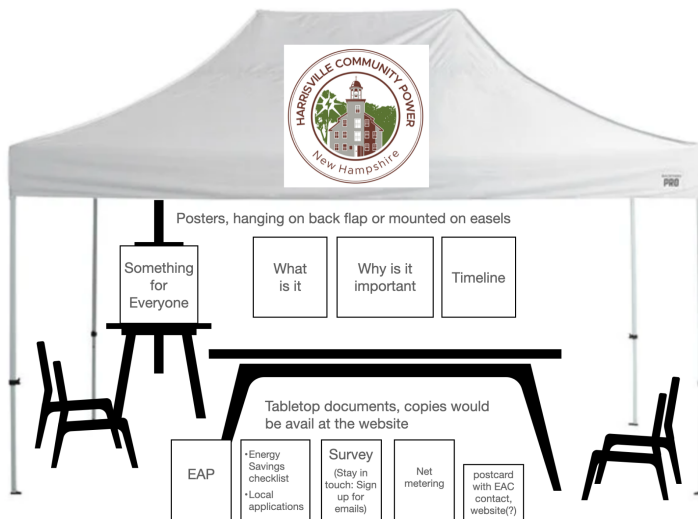 HARRISVILLE COMMUNITY POWER
New Hampshire
PRO
Posters, hanging on back flap or mounted on easels
Something
for
Everyone
What
is it
Why is it
important
Timeline
Tabletop documents, copies would
be avail at the website
EAP
•Energy
Savings
checklist
•Local
applications
Survey
(Stay in
touch: Sign
up for
emails)
Net
metering
postcard
with EAC
contact,
website(?)